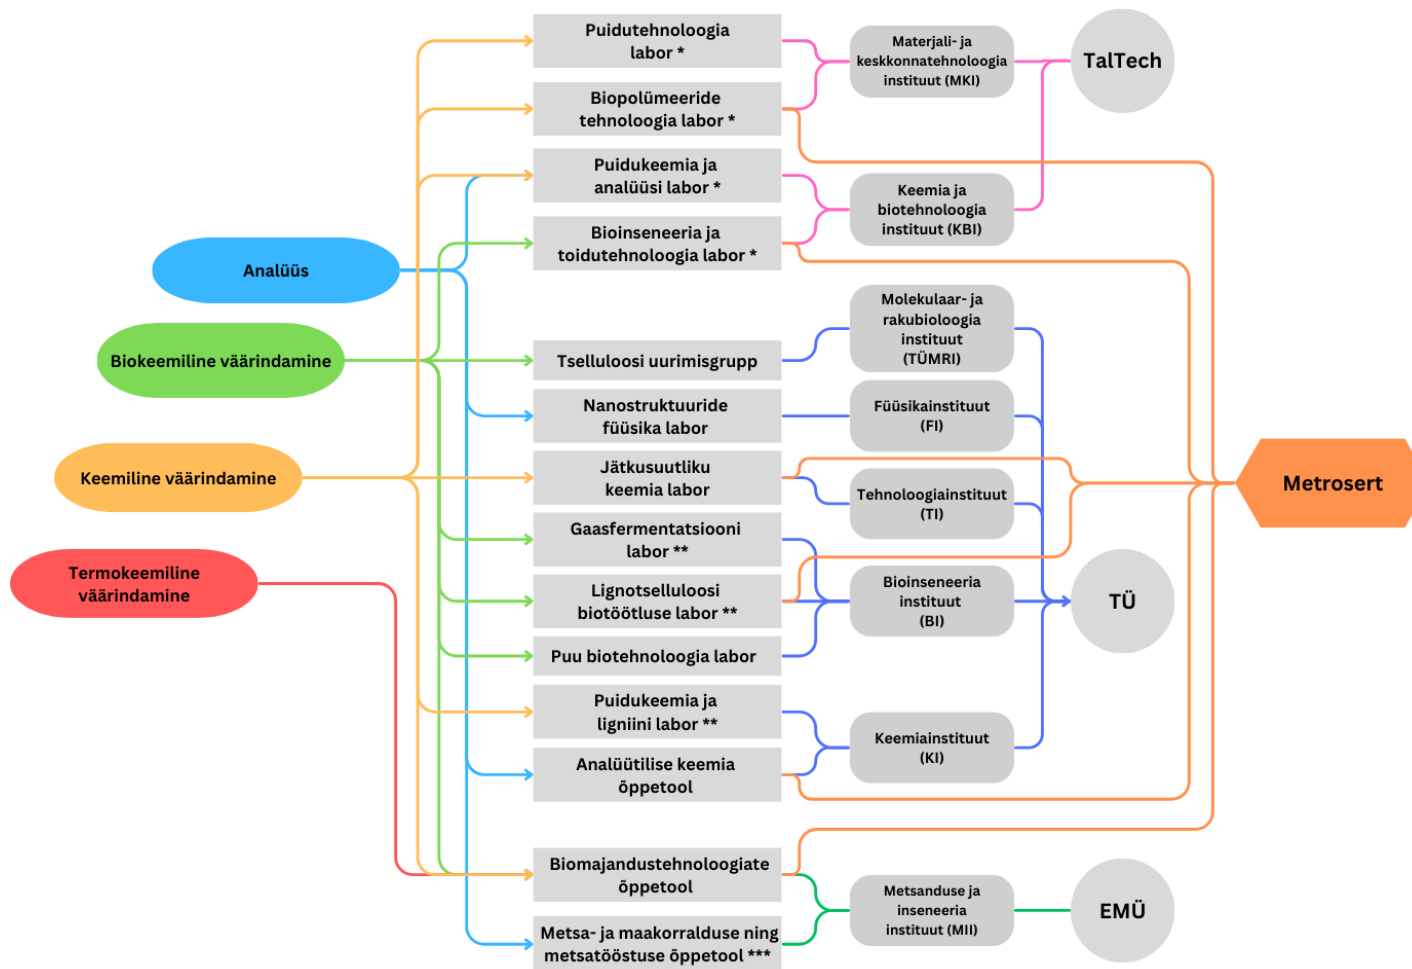 Analüüs
Biokeemiline väärindamine
Keemiline väärindamine
Termokeemiline
väärindamine
Puidutehnoloogia
labor *
Biopolümeeride
tehnoloogia labor *
Puidukeemia ja
analüüsi labor *
Bioinseneeria ja
toidutehnoloogia labor *
Tselluloosi uurimisgrupp
Nanostruktuuride
füüsika labor
Jätkusuutliku
keemia labor
Gaasfermentatsiooni
labor **
Lignotselluloosi
biotöötluse labor **
Puu biotehnoloogia labor
Puidukeemia ja
ligniini labor **
Analüütilise keemia
õppetool
Biomajandustehnoloogiate
õppetool
Metsa- ja maakorralduse ning
metsatööstuse õppetool ***
Materjali- ja
keskkonnatehnoloogia
instituut (MKI)
Keemia ja
biotehnoloogia
instituut (KBI)
Molekulaar- ja
rakubioloogia
instituut
(TÜMRI)
Füüsikainstituut
(FI)
Tehnoloogiainstituut
(TI)
Bioinseneeria
instituut
(BI)
Keemiainstituut
(KI)
Metsanduse ja
inseneeria
instituut (MII)
TalTech
TÜ
EMÜ
Metrosert